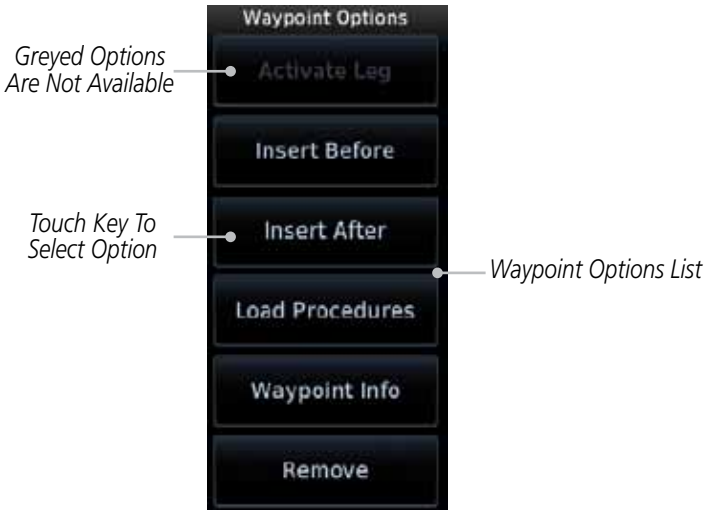 Waypoint Options
Greyed Options
Are Not Available
Activate Leg
Insert Before
Touch Key To
Select Option
Insert After
Waypoint Options List
Load Procedures
Waypoint Info
Remove